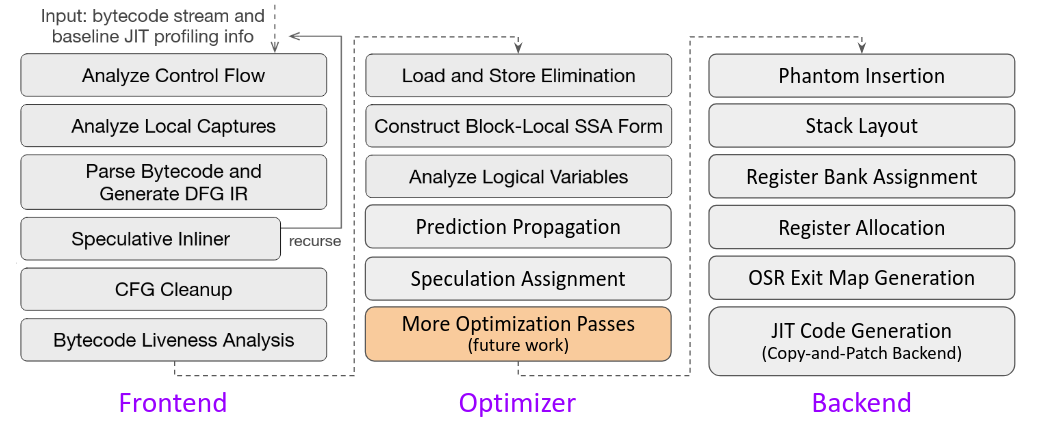 Input: bytecode stream and
baseline JIT profiling info
Analyze Control Flow
Analyze Local Captures
Parse Bytecode and
Generate DFG IR
Speculative Inliner
recurse
CFG Cleanup
Bytecode Liveness Analysis
Frontend
Load and Store Elimination
Construct Block-Local SSA Form
Analyze Logical Variables
Prediction Propagation
Speculation Assignment
More Optimization Passes
(future work)
Optimizer
Phantom Insertion
Stack Layout
Register Bank Assignment
Register Allocation
OSR Exit Map Generation
JIT Code Generation
(Copy-and-Patch Backend)
Backend